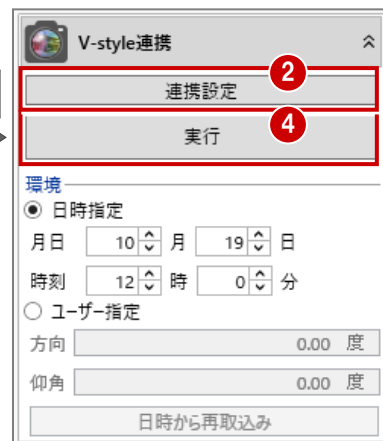 V-style連携
2
連携設定
4
実行
環境
日時指定
月日 10 月 19 日
時刻 12 時 0 分
ユーザー指定
方向 0.00 度
仰角 0.00 度
日時から再取込み